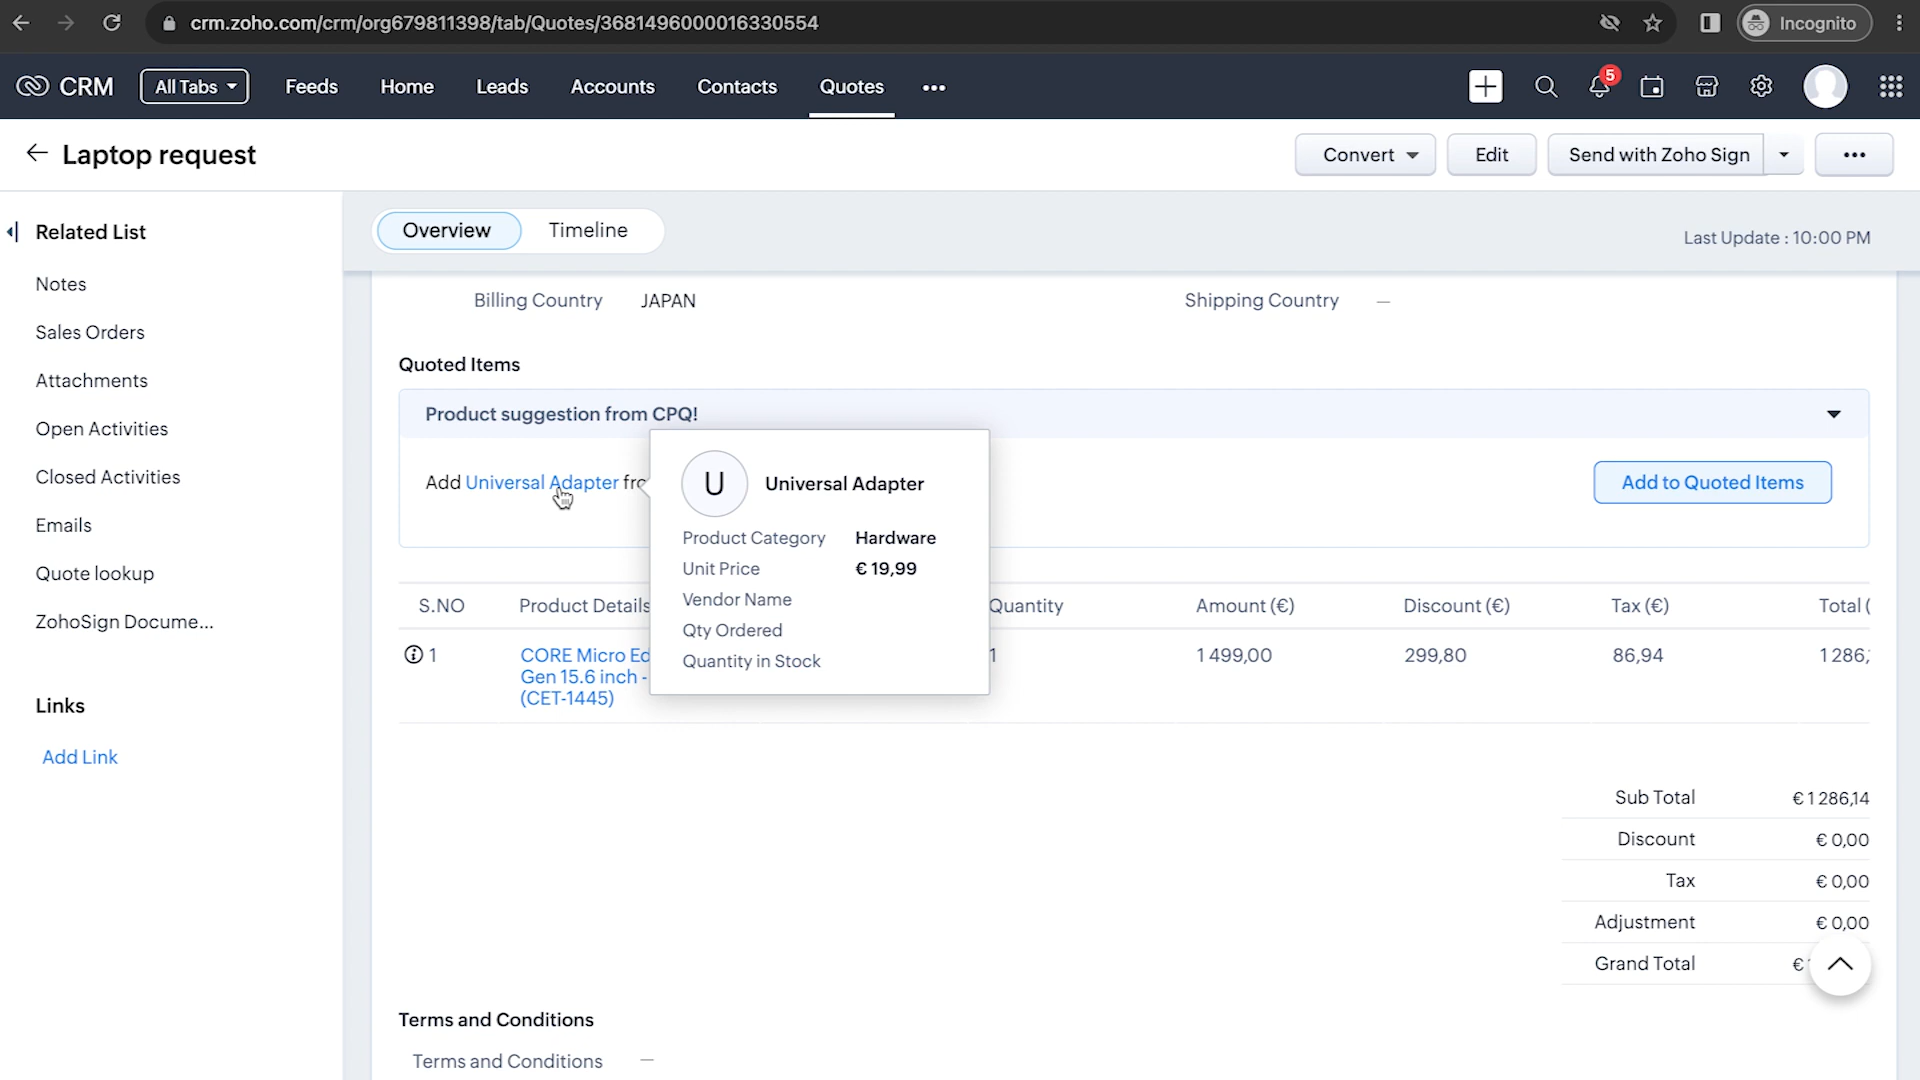 crm.zoho.com/crm/org679811398/tab/Quotes/3681496000016330554
Incognito
CRM
All Tabs
Feeds
Home
Leads
Accounts
Contacts
Quotes
5
Laptop request
Convert
Edit
Send with Zoho Sign
Related List
Notes
Sales Orders
Attachments
Open Activities
Closed Activities
Emails
Quote lookup
ZohoSign Docume...
Links
Add Link
Overview
Timeline
Last Update : 10:00 PM
Billing Country JAPAN
Shipping Country —
Quoted Items
Product suggestion from CPQ!
Add Universal Adapter
Add to Quoted Items
U
Universal Adapter
Product Category Hardware
Unit Price € 19,99
Vendor Name
Qty Ordered
Quantity in Stock
S.NO Product Details Quantity Amount (€) Discount (€) Tax (€) Total (
1 CORE Micro 1 1 499,00 299,80 86,94 1 286,
Gen 15.6 inch -
(CET-1445)
Sub Total € 1 286,14
Discount € 0,00
Tax € 0,00
Adjustment € 0,00
Grand Total €
Terms and Conditions
Terms and Conditions —